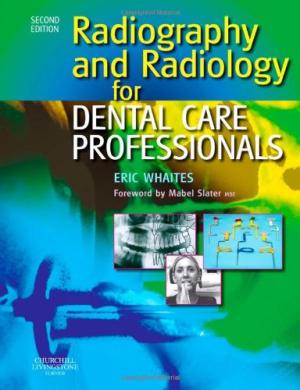 SECOND
EDITION
Radiography
and Radiology
for
DENTAL CARE
PROFESSIONALS
ERIC WHAITES
Foreword by Mabel Slater MBE
CHURCHILL
LIVINGSTONE
ELSEVIER